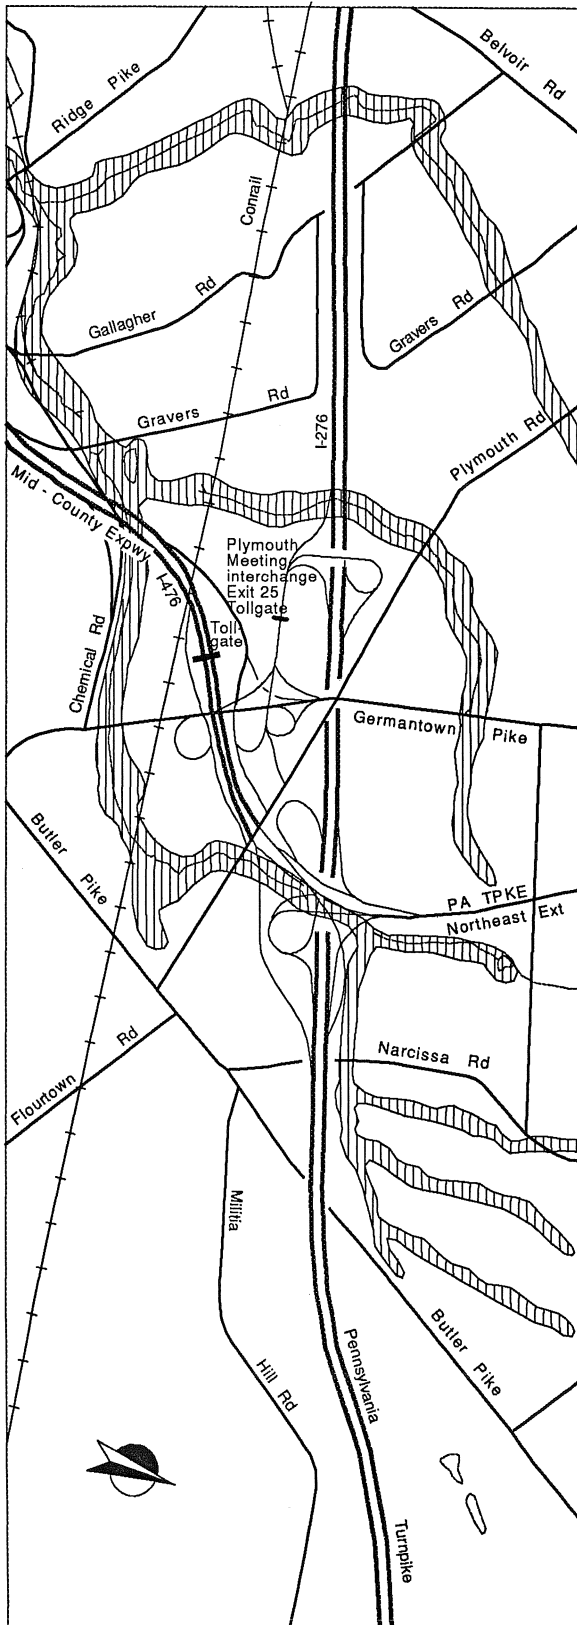 Belvoir Rd
Ridge Pike
Conrail
Gallagher Rd
Gravers Rd
Gravers Rd
I-276
Plymouth Rd
Mid - County Expwy
I-476
Plymouth
Meeting
interchange
Exit 25
Tollgate
Toll-
gate
Chemical Rd
Germantown Pike
Butler Pike
PA TPKE
Northeast Ext
Flourtown Rd
Narcissa Rd
Militia Hill Rd
Butler Pike
Pennsylvania Turnpike